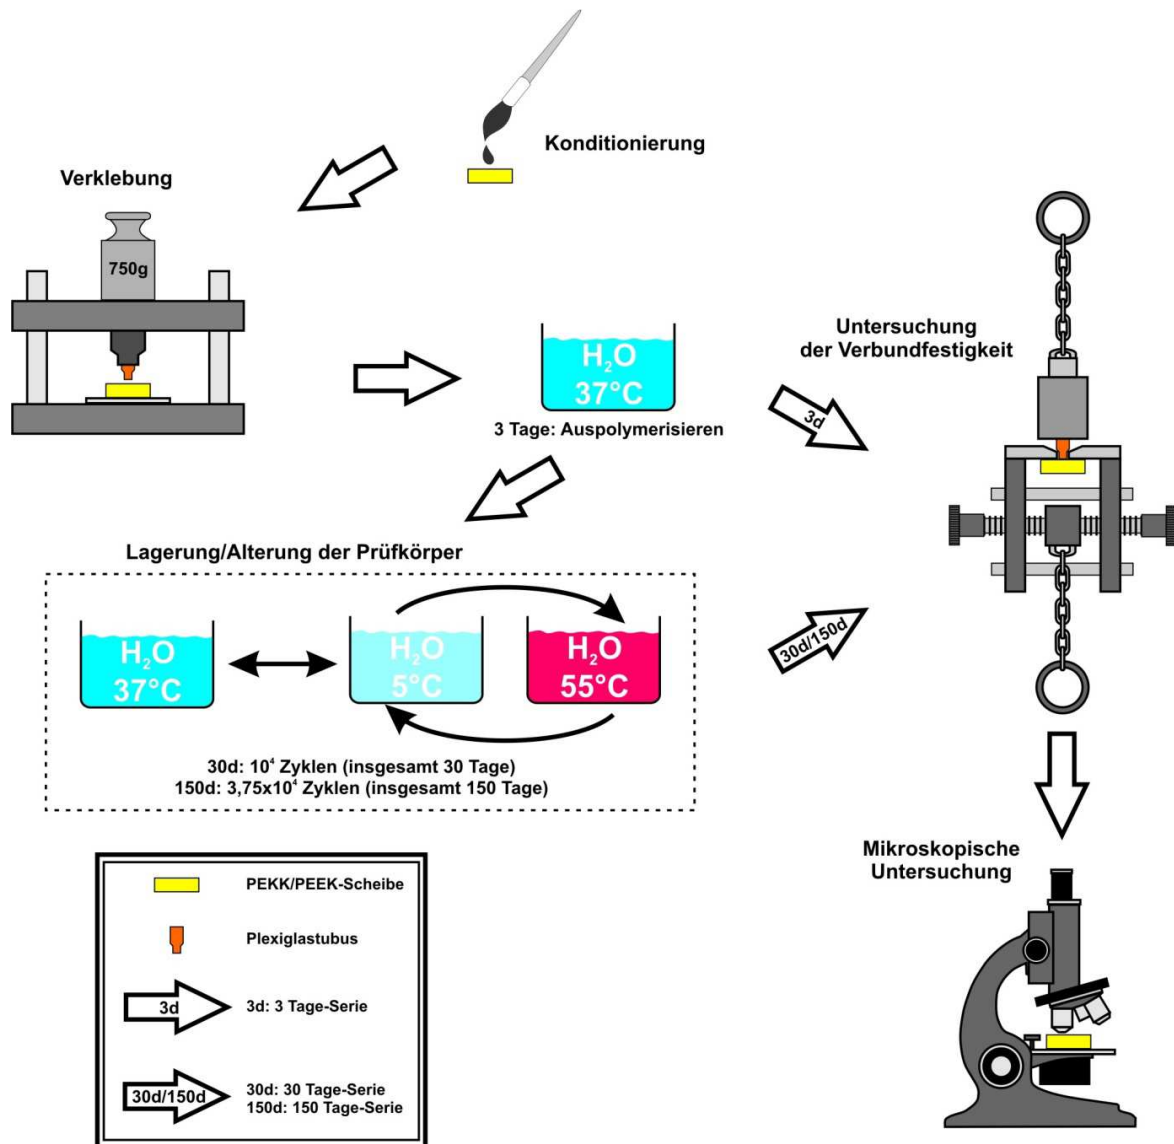 Konditionierung
Verklebung
750g
H₂O
37°C
3 Tage: Auspolymerisieren
Untersuchung
der Verbundfestigkeit
3d
Lagerung/Alterung der Prüfkörper
H₂O
37°C
H₂O
5°C
H₂O
55°C
30d: 10⁴ Zyklen (insgesamt 30 Tage)
150d: 3,75x10⁴ Zyklen (insgesamt 150 Tage)
30d/150d
Mikroskopische
Untersuchung
PEKK/PEEK-Scheibe
Plexiglastubus
3d
3d: 3 Tage-Serie
30d/150d
30d: 30 Tage-Serie
150d: 150 Tage-Serie